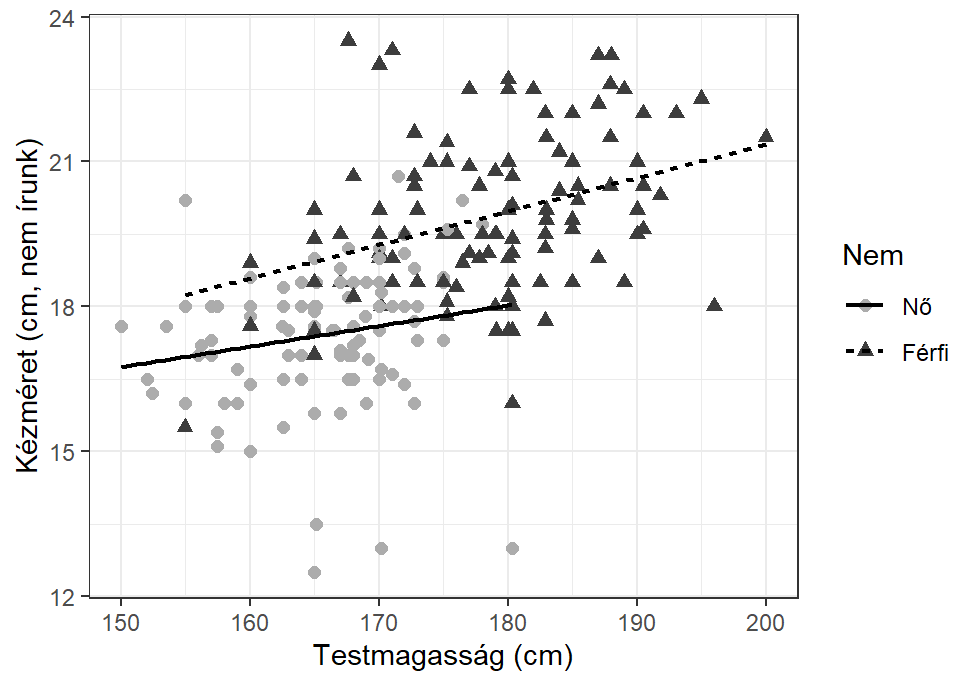 24
21
18
15
12
Kézméret (cm, nem írunk)
150 160 170 180 190 200
Testmagasság (cm)
Nem
Nő
Férfi